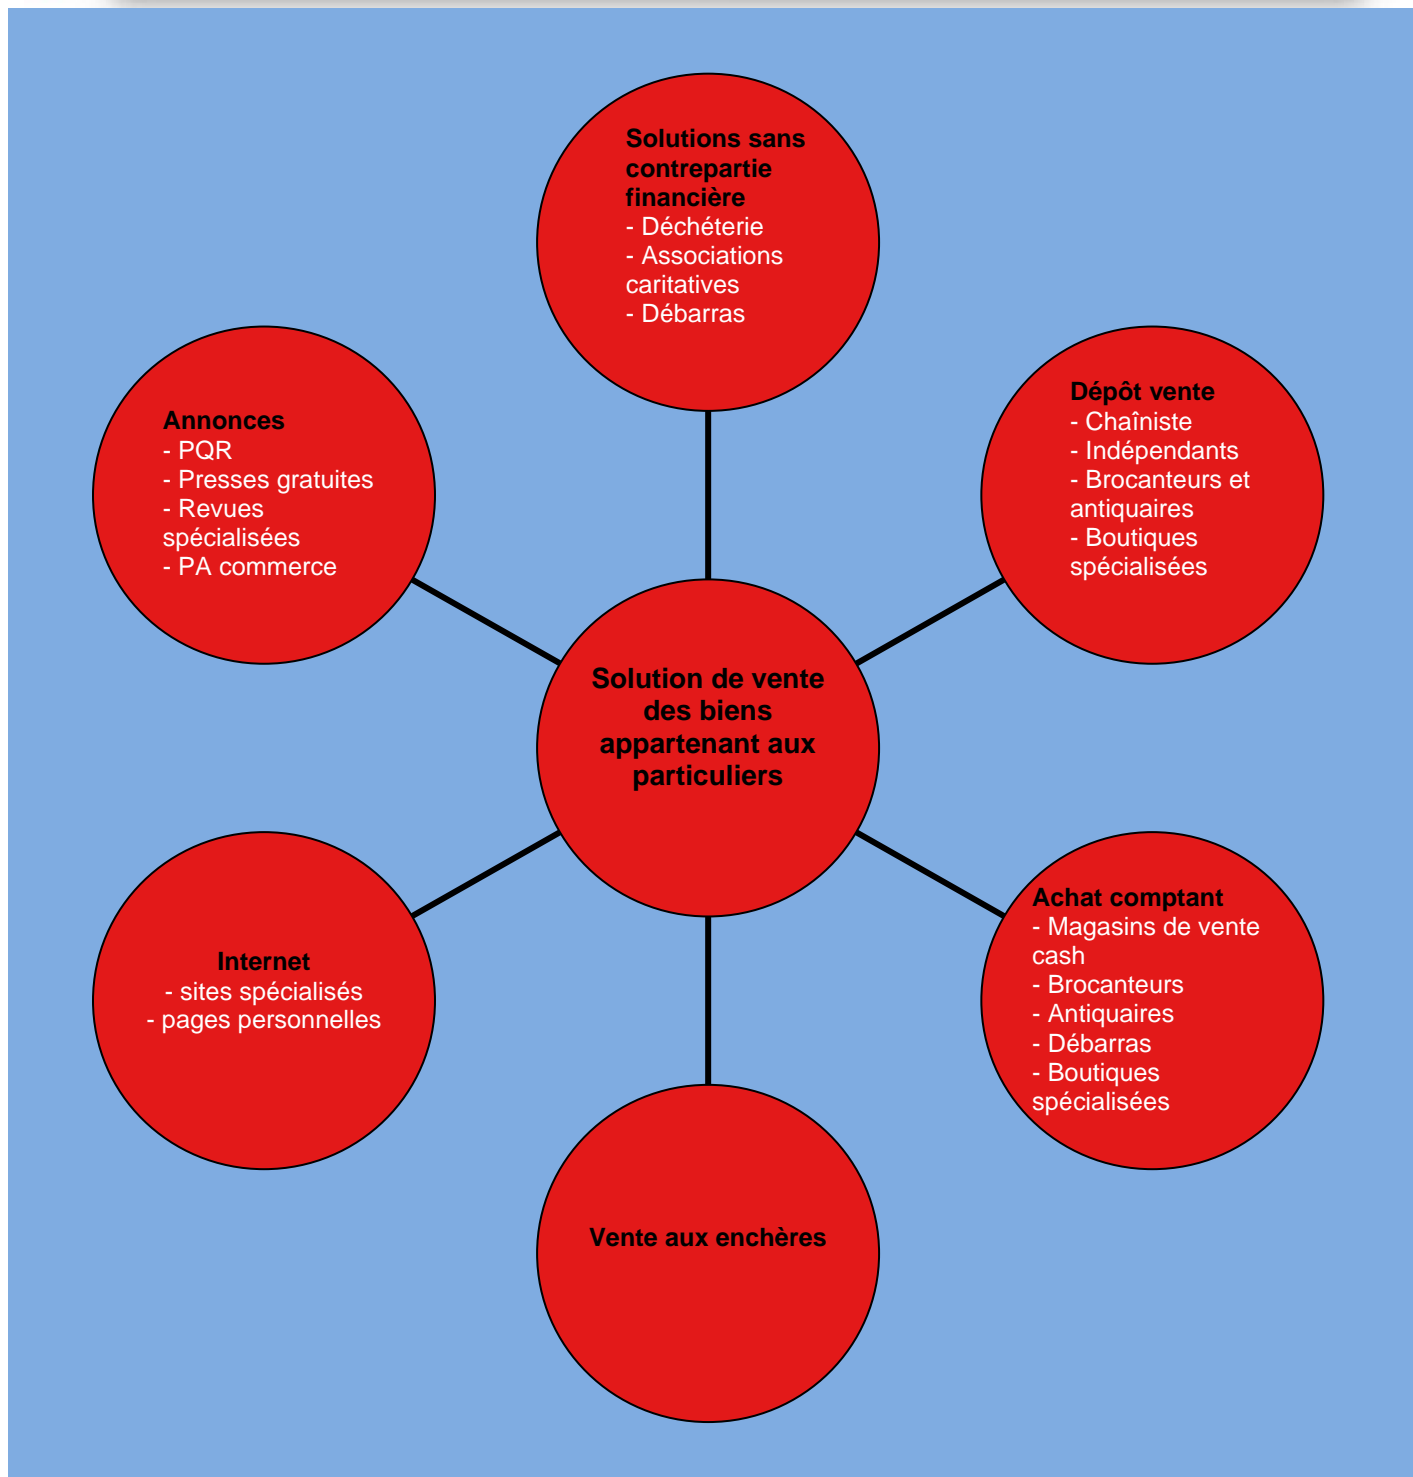 Solutions sans
contrepartie
financière
- Déchéterie
- Associations
caritatives
- Débarras
Annonces
- PQR
- Presses gratuites
- Revues
spécialisées
- PA commerce
Dépôt vente
- Chaîniste
- Indépendants
- Brocanteurs et
antiquaires
- Boutiques
spécialisées
Solution de vente
des biens
appartenant aux
particuliers
Internet
- sites spécialisés
- pages personnelles
Achat comptant
- Magasins de vente
cash
- Brocanteurs
- Antiquaires
- Débarras
- Boutiques
spécialisées
Vente aux enchères